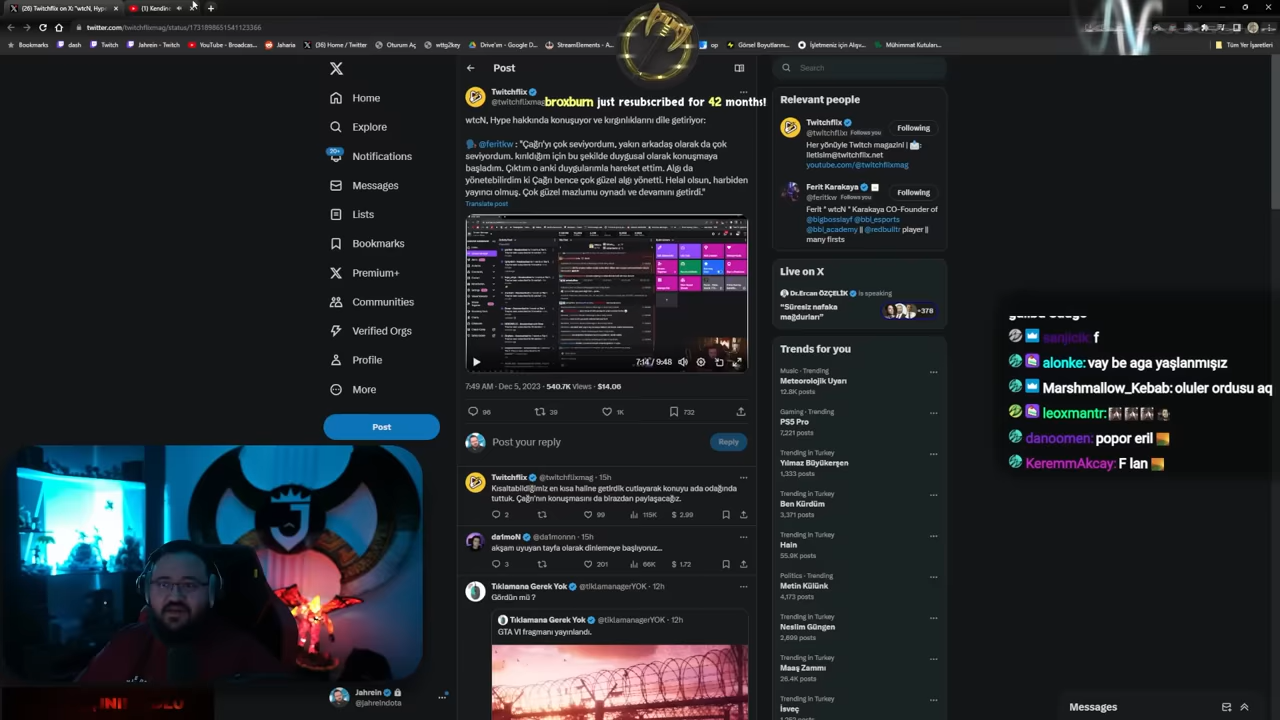 (26) Twitchflix on X: "wtcN, Hype
(1) Kendin
twitter.com/twitchflixmag/status/1731898651541123366
Bookmarks
dash
Twitch
Jahrein - Twitch
YouTube - Broadcas...
Jaharia
(36) Home / Twitter
Oturum Aç
wttg2key
Drive'ım - Google D...
StreamElements - A...
op
Görsel Boyutlarım...
İşletmeniz için Alışv...
Mühimmat Kutuları...
Tüm Yer İşaretleri
Home
Explore
20+
Notifications
Messages
Lists
Bookmarks
Premium+
Communities
Verified Orgs
Profile
More
Post
Jahrein
@jahreindota
Post
Twitchflix
@twitchflixmag
broxburn just resubscribed for 42 months!
wtcN, Hype hakkında konuşuyor ve kırgınlıklarını dile getiriyor:
@feritkw : "Çağrı'yı çok seviyordum, yakın arkadaş olarak da çok
seviyordum. kırıldığım için bu şekilde duygusal olarak konuşmaya
başladım. Çıktım o anki duygularımla hareket ettim. Algı da
yönetebilirdim ki Çağrı bence çok güzel algı yönetti. Helal olsun, harbiden
yayıncı olmuş. Çok güzel mazlumu oynadı ve devamını getirdi."
Translate post
7:14 / 9:48
7:49 AM · Dec 5, 2023 · 540.7K Views · $14.06
96
39
1K
732
Post your reply
Reply
Twitchflix @twitchflixmag · 15h
Kısaltabildiğimiz en kısa haline getirdik cutlayarak konuyu ada odağında
tuttuk. Çağrı'nın konuşmasını da birazdan paylaşacağız.
2
99
115K
$ 2.99
da1moN @da1monnn · 15h
akşam uyuyan tayfa olarak dinlemeye başlıyoruz...
3
201
66K
$ 1.72
Tıklamana Gerek Yok @tiklamanagerYOK · 12h
Gördün mü ?
Tıklamana Gerek Yok @tiklamanagerYOK · 12h
GTA VI fragmanı yayınlandı.
Search
Relevant people
Twitchflix
@twitchflix Follows you
Following
Her yönüyle Twitch magazini |
iletisim@twitchflix.net
youtube.com/@twitchflixmag
Ferit Karakaya
@feritkw Follows you
Following
Ferit " wtcN " Karakaya CO-Founder of
@bigbosslayf @bbl_esports
@bbl_academy || @redbulltr player ||
many firsts
Live on X
Dr.Ercan ÖZÇELİK is speaking
"Süresiz nafaka
mağdurları"
+378
Trends for you
Music · Trending
Meteorolojik Uyarı
12.8K posts
Gaming · Trending
PS5 Pro
7,221 posts
Trending in Turkey
Yılmaz Büyükerşen
1,333 posts
Trending in Turkey
Ben Kürdüm
3,371 posts
Trending in Turkey
Hain
55.9K posts
Politics · Trending
Metin Külünk
4,173 posts
Trending in Turkey
Neslim Güngen
2,699 posts
Trending in Turkey
Maaş Zammı
26.4K posts
Trending in Turkey
İsveç
sanjicik: f
alonke: vay be aga yaşlanmışız
Marshmallow_Kebab: oluler ordusu aq
leoxmantr:
danoomen: popor eril
KeremmAkcay: F lan
Messages